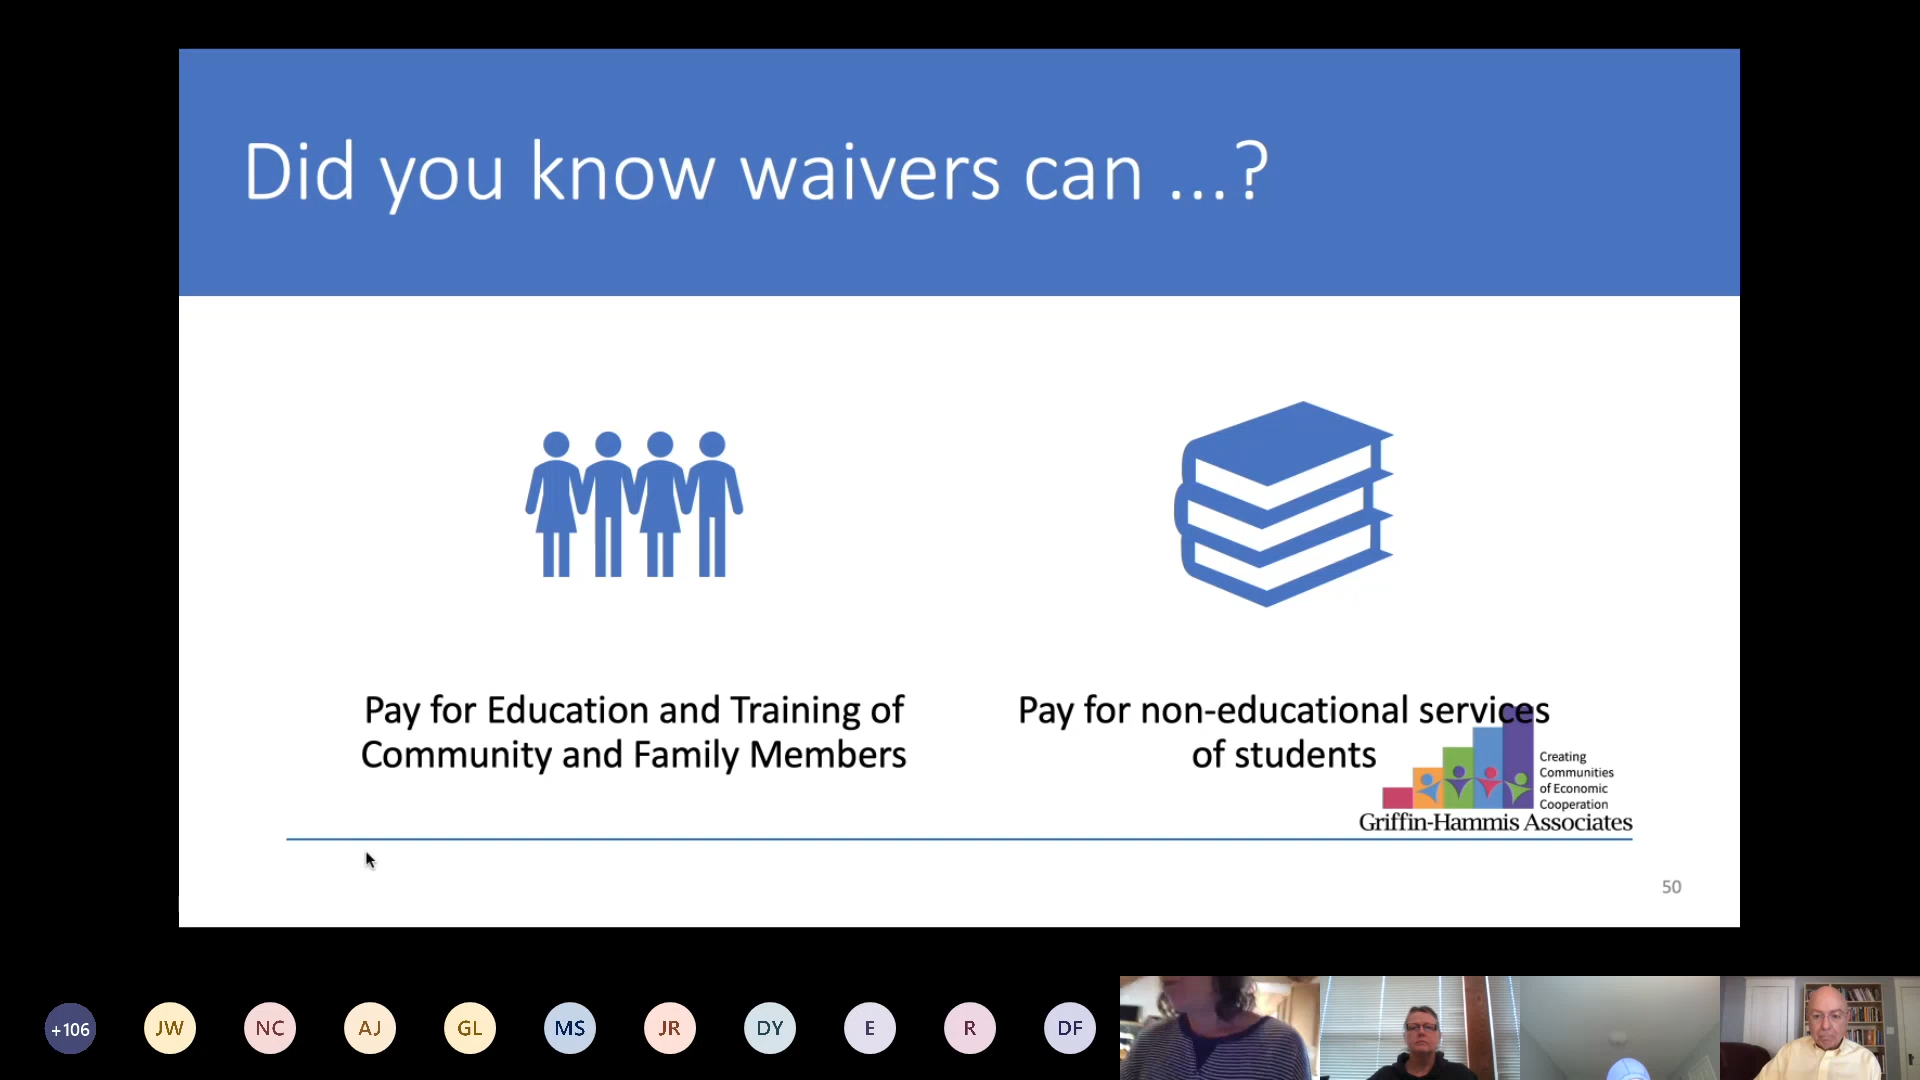 Did you know waivers can ...?
Pay for Education and Training of
Community and Family Members
Pay for non-educational services
of students
Creating
Communities
of Economic
Cooperation
Griffin-Hammis Associates
50
+106
JW
NC
AJ
GL
MS
JR
DY
E
R
DF